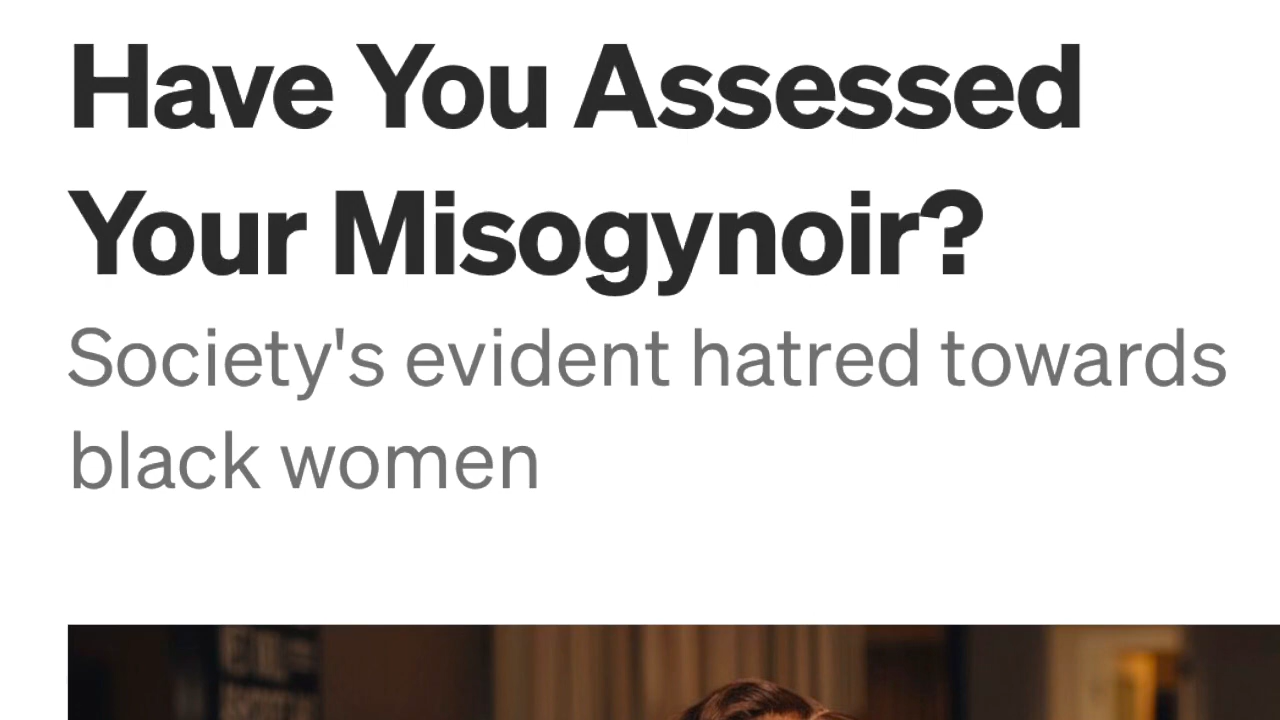 Have You Assessed
Your Misogynoir?
Society's evident hatred towards
black women